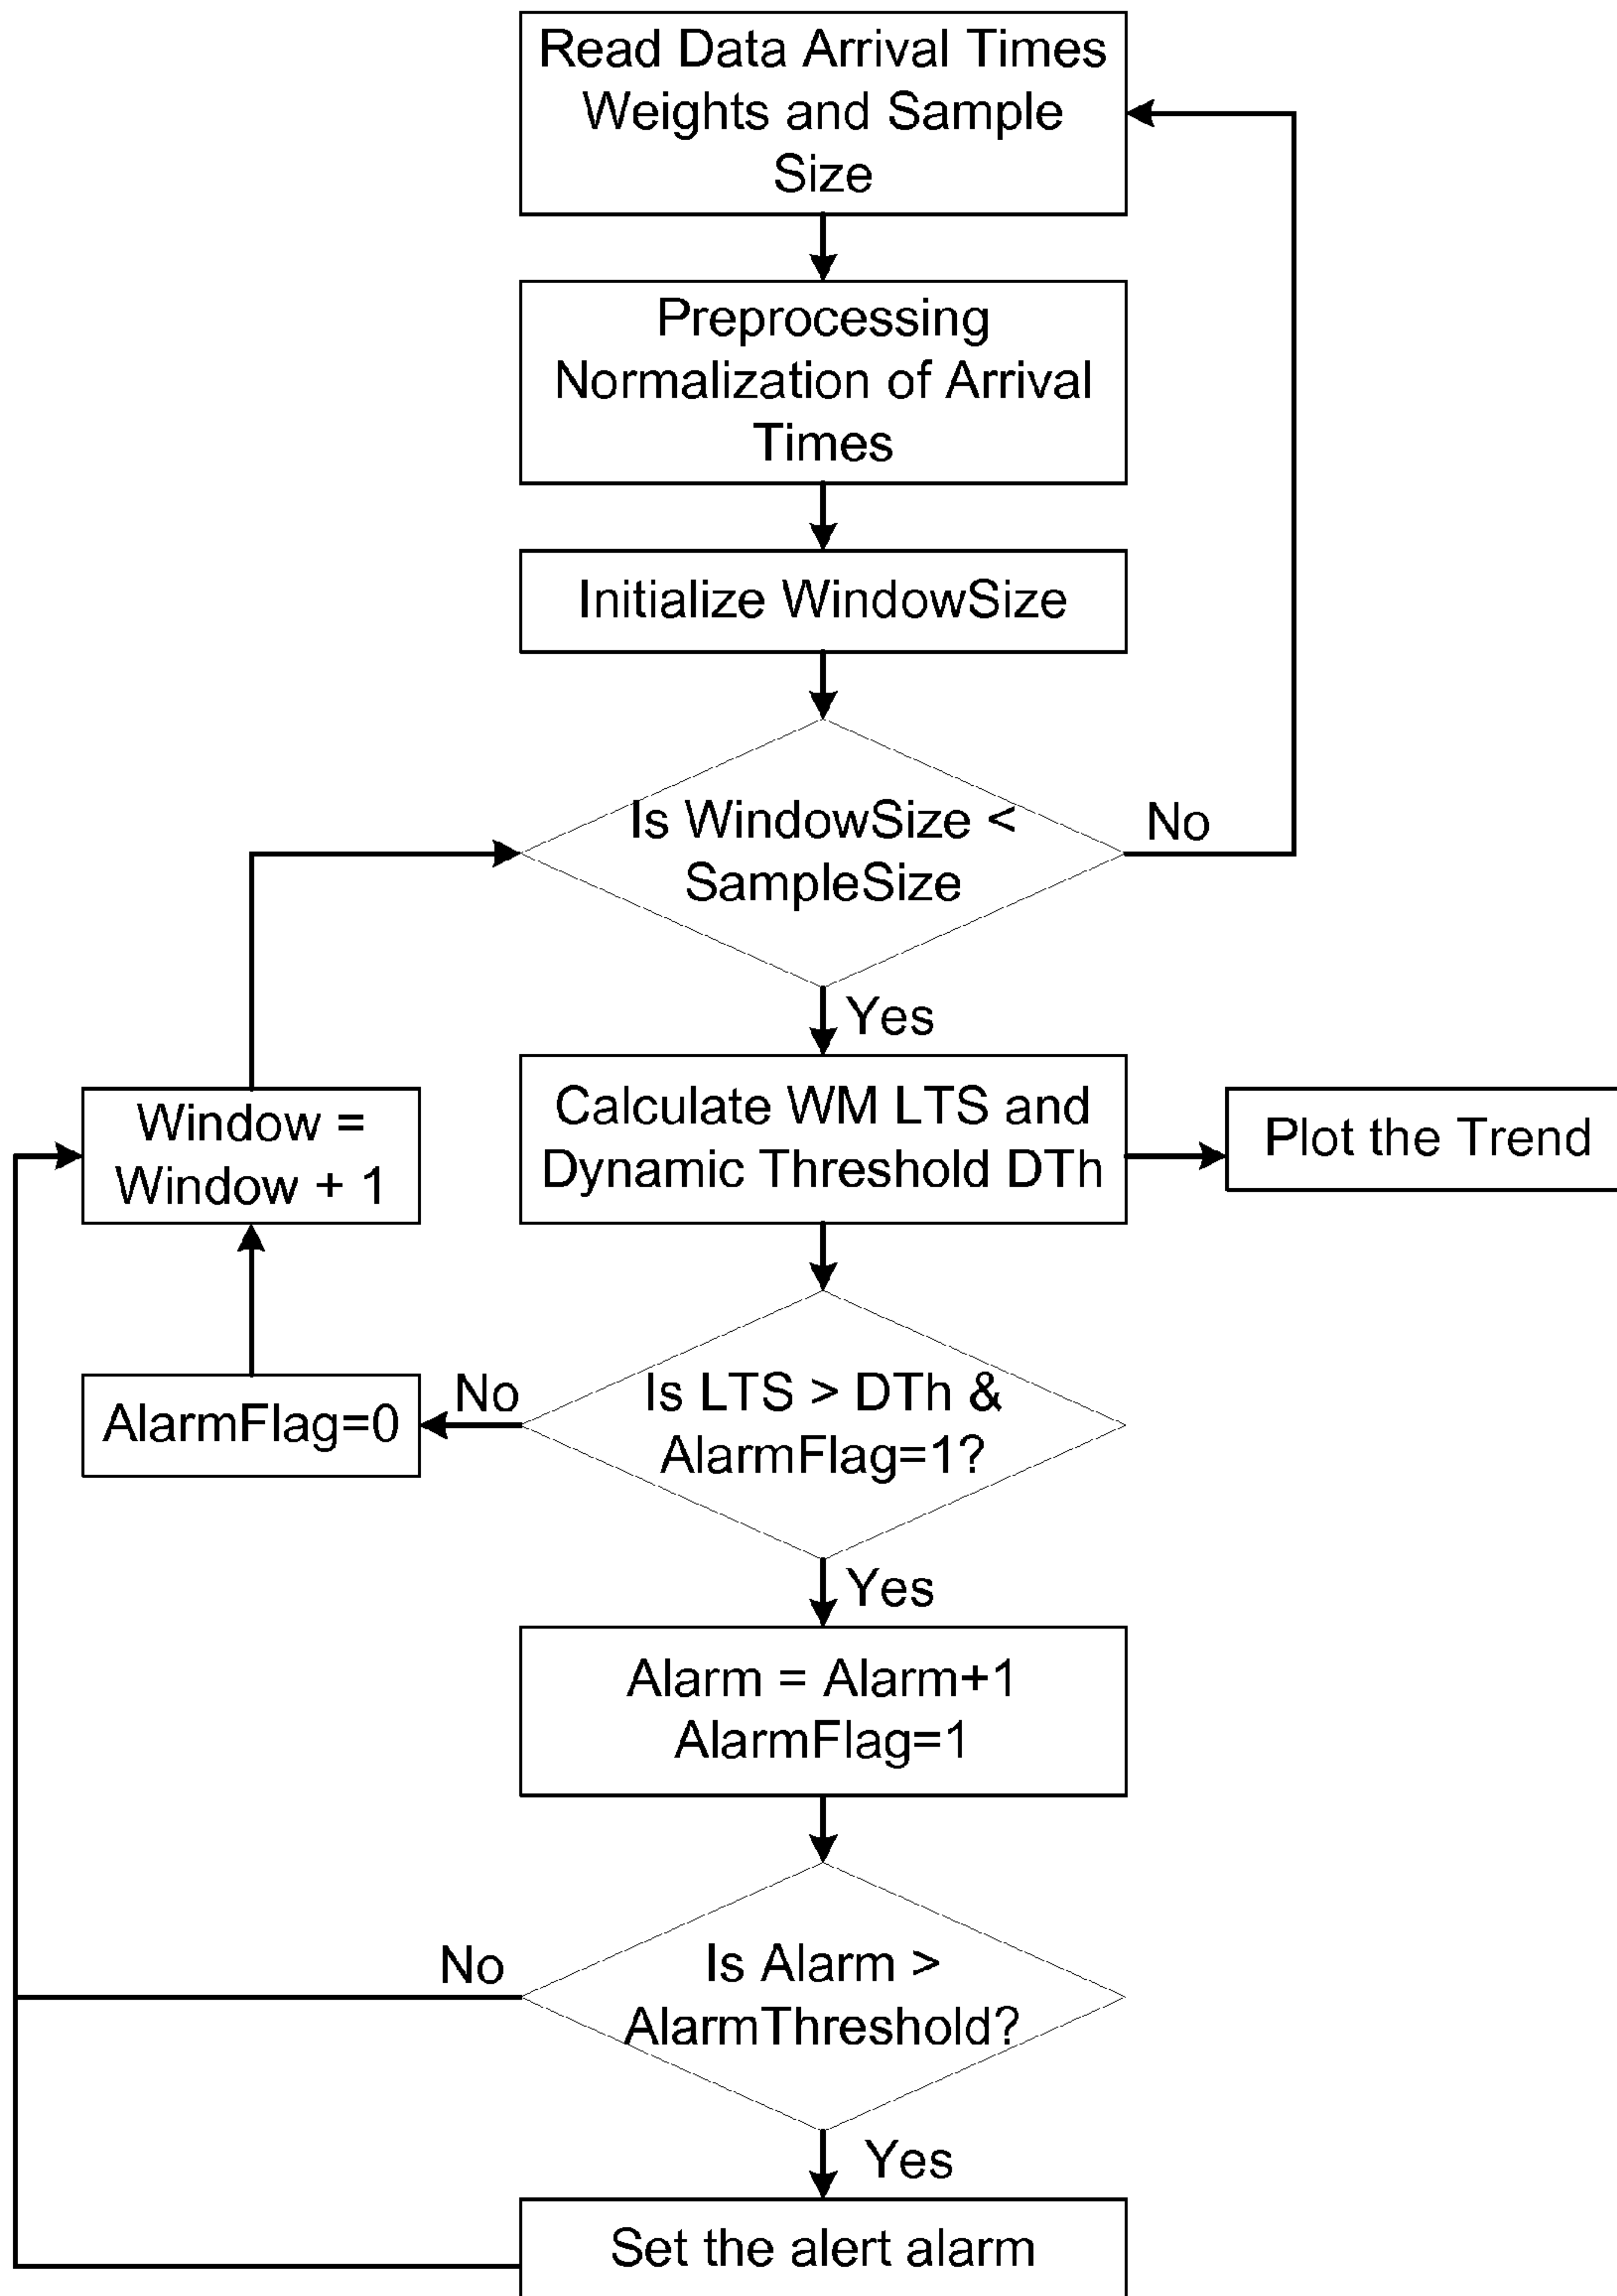 Read Data Arrival Times
Weights and Sample
Size
Preprocessing
Normalization of Arrival
Times
Initialize WindowSize
Is WindowSize <
SampleSize
No
Yes
Window =
Window + 1
Calculate WM LTS and
Dynamic Threshold DTh
Plot the Trend
AlarmFlag=0
No
Is LTS > DTh &
AlarmFlag=1?
Yes
Alarm = Alarm+1
AlarmFlag=1
No
Is Alarm >
AlarmThreshold?
Yes
Set the alert alarm